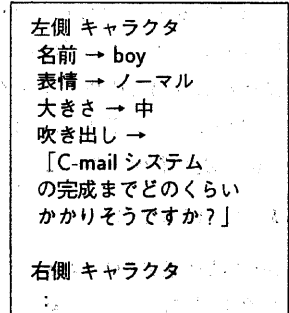 左側 キャラクタ
名前 → boy
表情 → ノーマル
大きさ → 中
吹き出し →
「C-mail システム
の完成までどのくらい
かかりそうですか？」
右側 キャラクタ
: